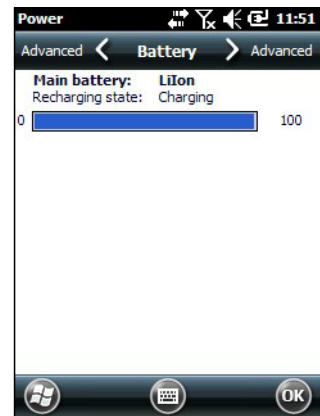 Power 11:51
Advanced Battery Advanced
Main battery: LiIon
Recharging state: Charging
0 100
OK